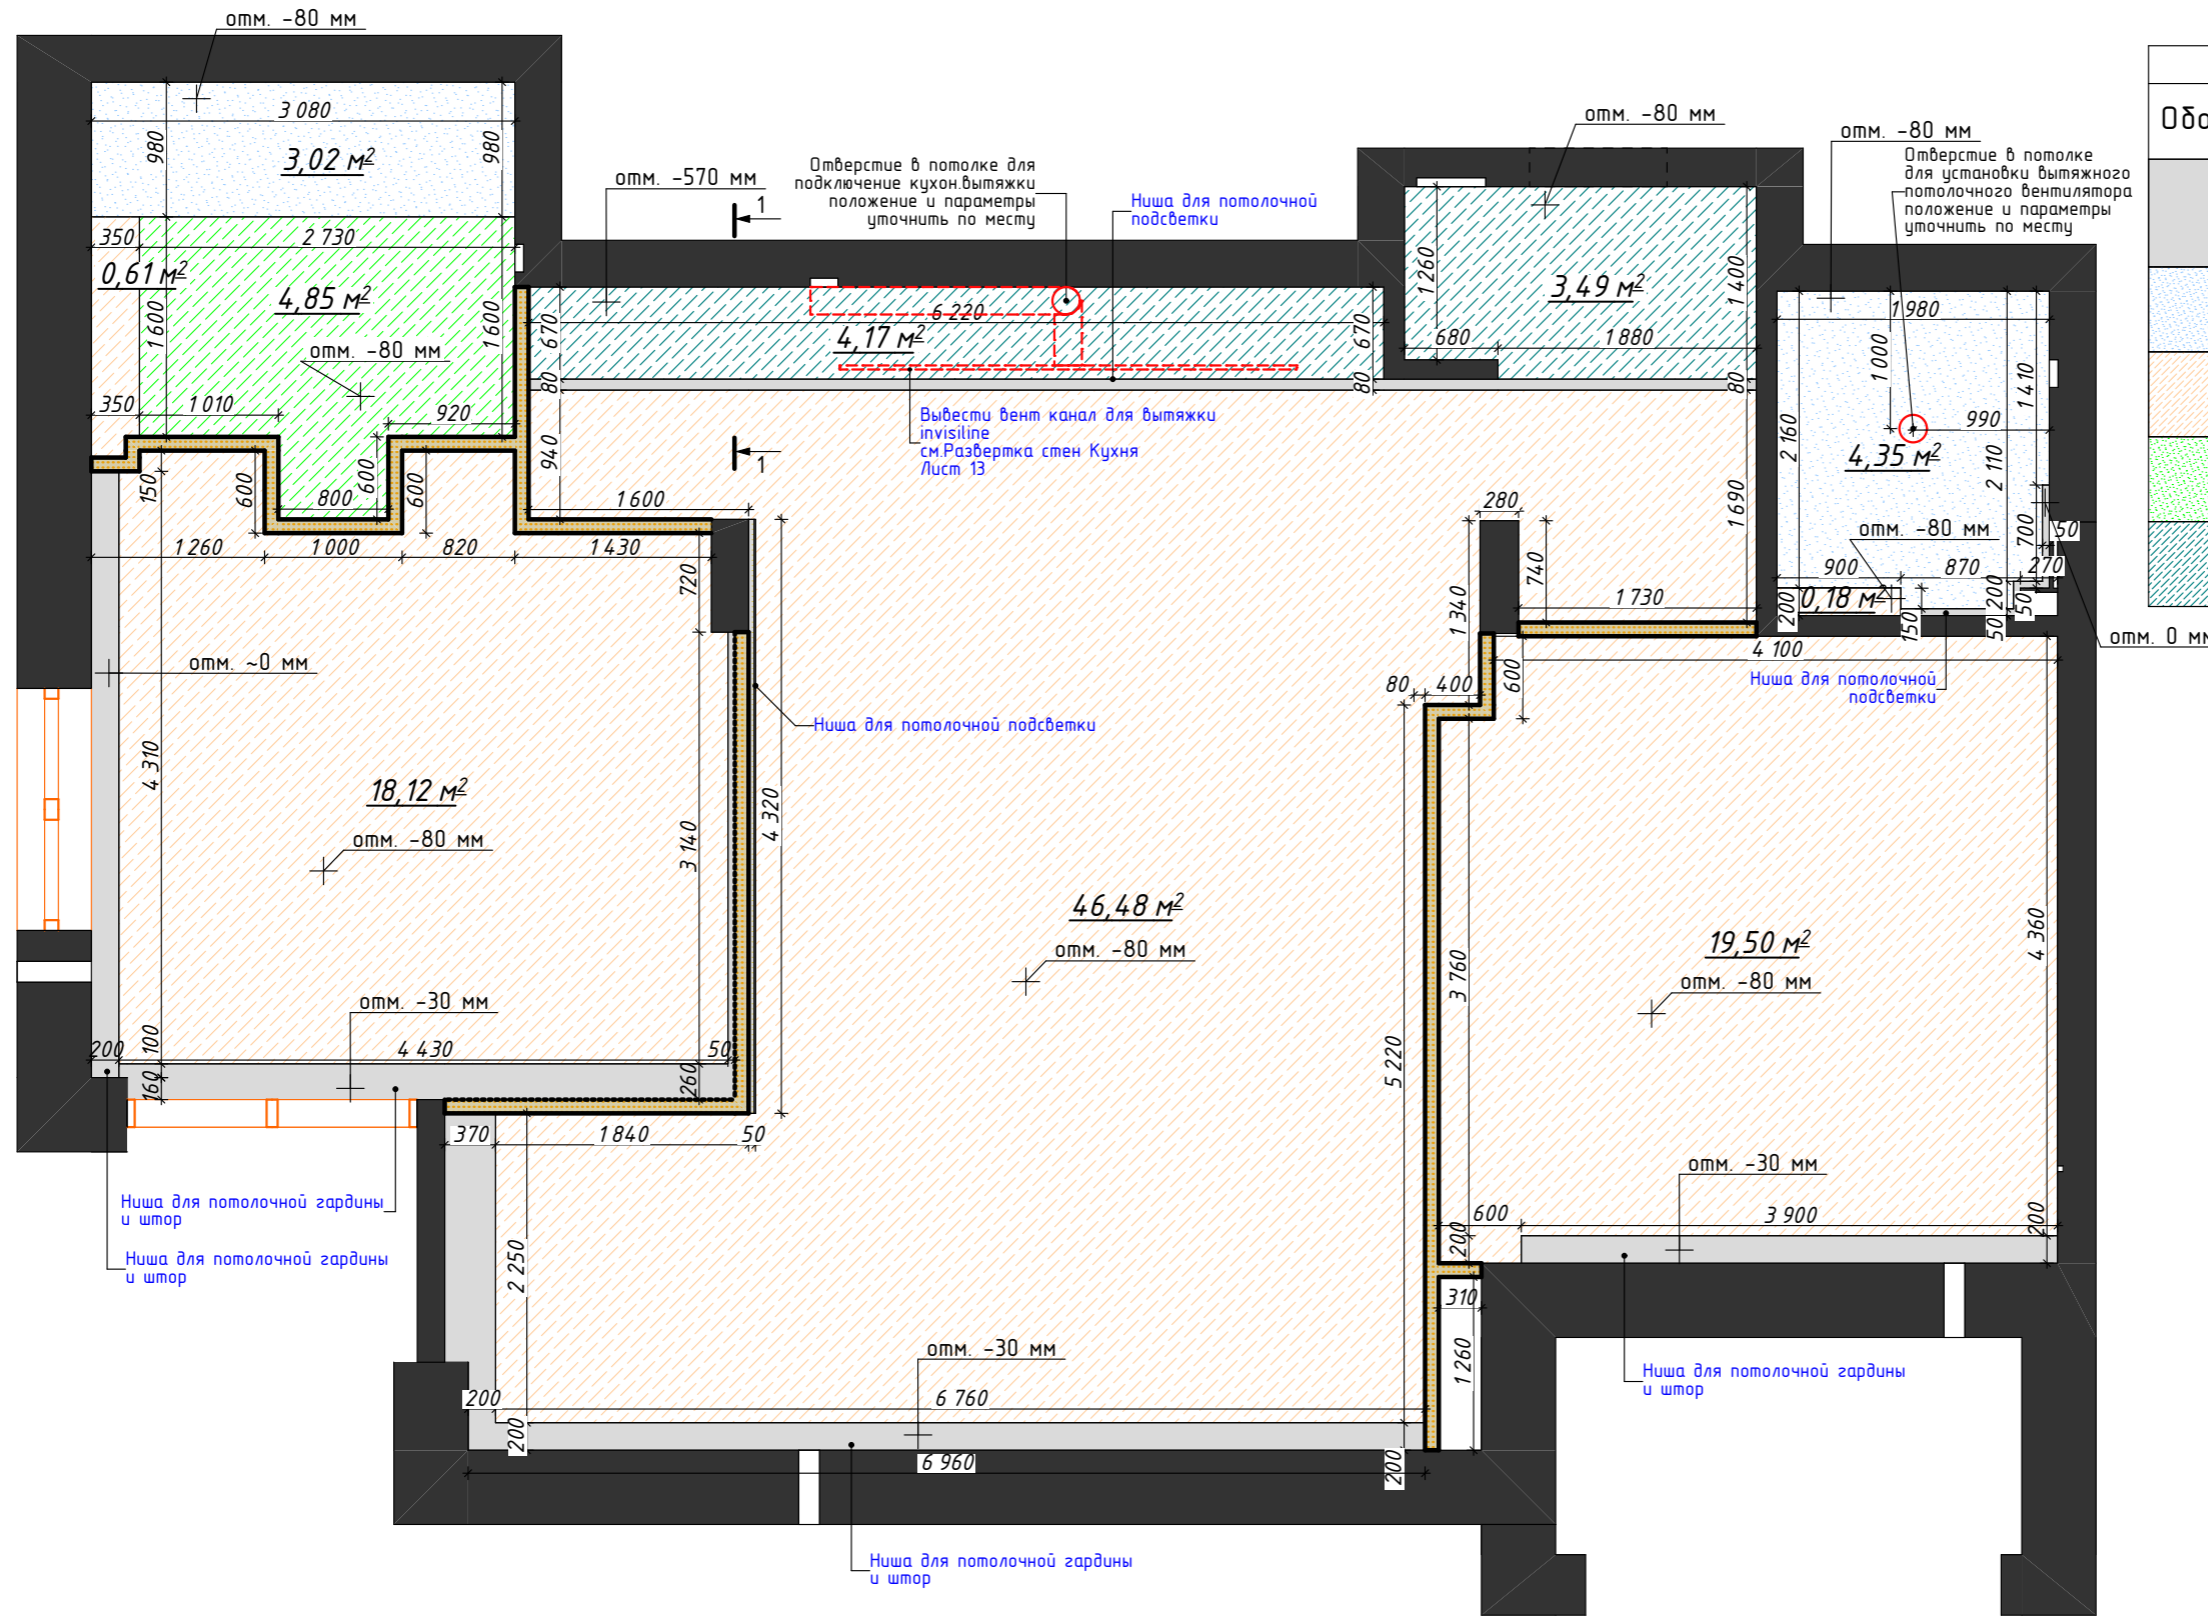 отм. -80 мм
3 080
980
980
3,02 м²
350
2 730
0,61 м²
4,85 м²
1 600
1 600
отм. -80 мм
350
1 010
920
150
600
800
600
600
1 260
1 000
820
1 430
720
отм. ~0 мм
4 310
18,12 м²
отм. -80 мм
3 140
отм. -30 мм
200
100
4 430
50
160
260
Ниша для потолочной гардины
и штор
Ниша для потолочной гардины
и штор
отм. -570 мм
1
Отверстие в потолке для
подключение кухон.вытяжки
положение и параметры
уточнить по месту
Ниша для потолочной
подсветки
6 220
670
4,17 м²
670
80
80
80
940
Вывести вент канал для вытяжки
invisiline
см.Развертка стен Кухня
Лист 13
1
1 600
Ниша для потолочной подсветки
4 320
46,48 м²
отм. -80 мм
370
1 840
50
2 250
отм. -30 мм
200
6 760
200
6 960
200
Ниша для потолочной гардины
и штор
отм. -80 мм
1 260
3,49 м²
1 400
680
1 880
1 690
280
740
1 340
1 730
80
400
600
5 220
3 760
отм. -80 мм
Отверстие в потолке
для установки вытяжного
потолочного вентилятора
положение и параметры
уточнить по месту
1 980
1 000
1 410
990
2 160
4,35 м²
2 110
отм. -80 мм
700
50
900
870
270
0,18 м²
200
150
200
50
50
отм. 0 мм
4 100
Ниша для потолочной
подсветки
19,50 м²
отм. -80 мм
4 360
отм. -30 мм
600
3 900
200
200
310
1 260
Ниша для потолочной гардины
и штор